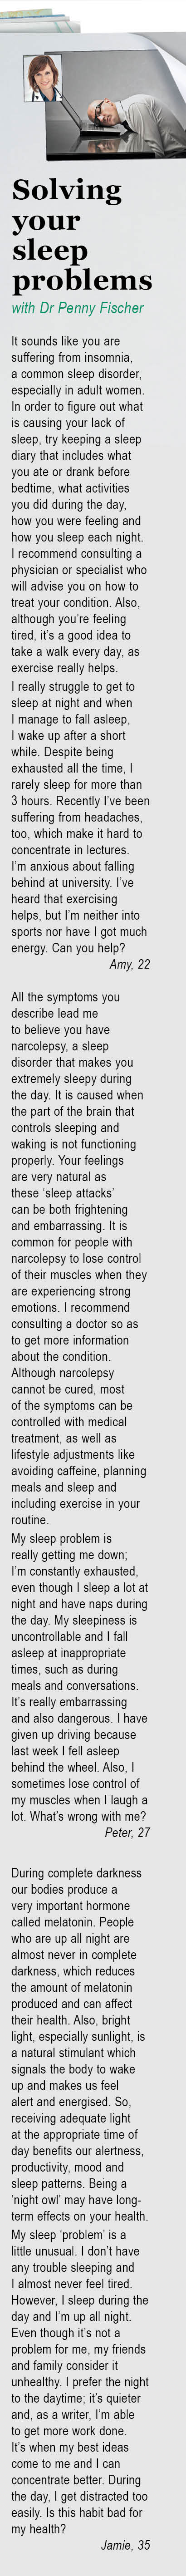 Solving
your
sleep
problems
with Dr Penny Fischer
It sounds like you are
suffering from insomnia,
a common sleep disorder,
especially in adult women.
In order to figure out what
is causing your lack of
sleep, try keeping a sleep
diary that includes what
you ate or drank before
bedtime, what activities
you did during the day,
how you were feeling and
how you sleep each night.
I recommend consulting a
physician or specialist who
will advise you on how to
treat your condition. Also,
although you're feeling
tired, it's a good idea to
take a walk every day, as
exercise really helps.
I really struggle to get to
sleep at night and when
I manage to fall asleep,
I wake up after a short
while. Despite being
exhausted all the time, I
rarely sleep for more than
3 hours. Recently I've been
suffering from headaches,
too, which make it hard to
concentrate in lectures.
I'm anxious about falling
behind at university. I've
heard that exercising
helps, but I'm neither into
sports nor have I got much
energy. Can you help?
Amy, 22
All the symptoms you
describe lead me
to believe you have
narcolepsy, a sleep
disorder that makes you
extremely sleepy during
the day. It is caused when
the part of the brain that
controls sleeping and
waking is not functioning
properly. Your feelings
are very natural as
these 'sleep attacks'
can be both frightening
and embarrassing. It is
common for people with
narcolepsy to lose control
of their muscles when they
are experiencing strong
emotions. I recommend
consulting a doctor so as
to get more information
about the condition.
Although narcolepsy
cannot be cured, most
of the symptoms can be
controlled with medical
treatment, as well as
lifestyle adjustments like
avoiding caffeine, planning
meals and sleep and
including exercise in your
routine.
My sleep problem is
really getting me down;
I'm constantly exhausted,
even though I sleep a lot at
night and have naps during
the day. My sleepiness is
uncontrollable and I fall
asleep at inappropriate
times, such as during
meals and conversations.
It's really embarrassing
and also dangerous. I have
given up driving because
last week I fell asleep
behind the wheel. Also, I
sometimes lose control of
my muscles when I laugh a
lot. What's wrong with me?
Peter, 27
During complete darkness
our bodies produce a
very important hormone
called melatonin. People
who are up all night are
almost never in complete
darkness, which reduces
the amount of melatonin
produced and can affect
their health. Also, bright
light, especially sunlight, is
a natural stimulant which
signals the body to wake
up and makes us feel
alert and energised. So,
receiving adequate light
at the appropriate time of
day benefits our alertness,
productivity, mood and
sleep patterns. Being a
'night owl' may have long-
term effects on your health.
My sleep 'problem' is a
little unusual. I don't have
any trouble sleeping and
I almost never feel tired.
However, I sleep during the
day and I'm up all night.
Even though it's not a
problem for me, my friends
and family consider it
unhealthy. I prefer the night
to the daytime; it's quieter
and, as a writer, I'm able
to get more work done.
It's when my best ideas
come to me and I can
concentrate better. During
the day, I get distracted too
easily. Is this habit bad for
my health?
Jamie, 35